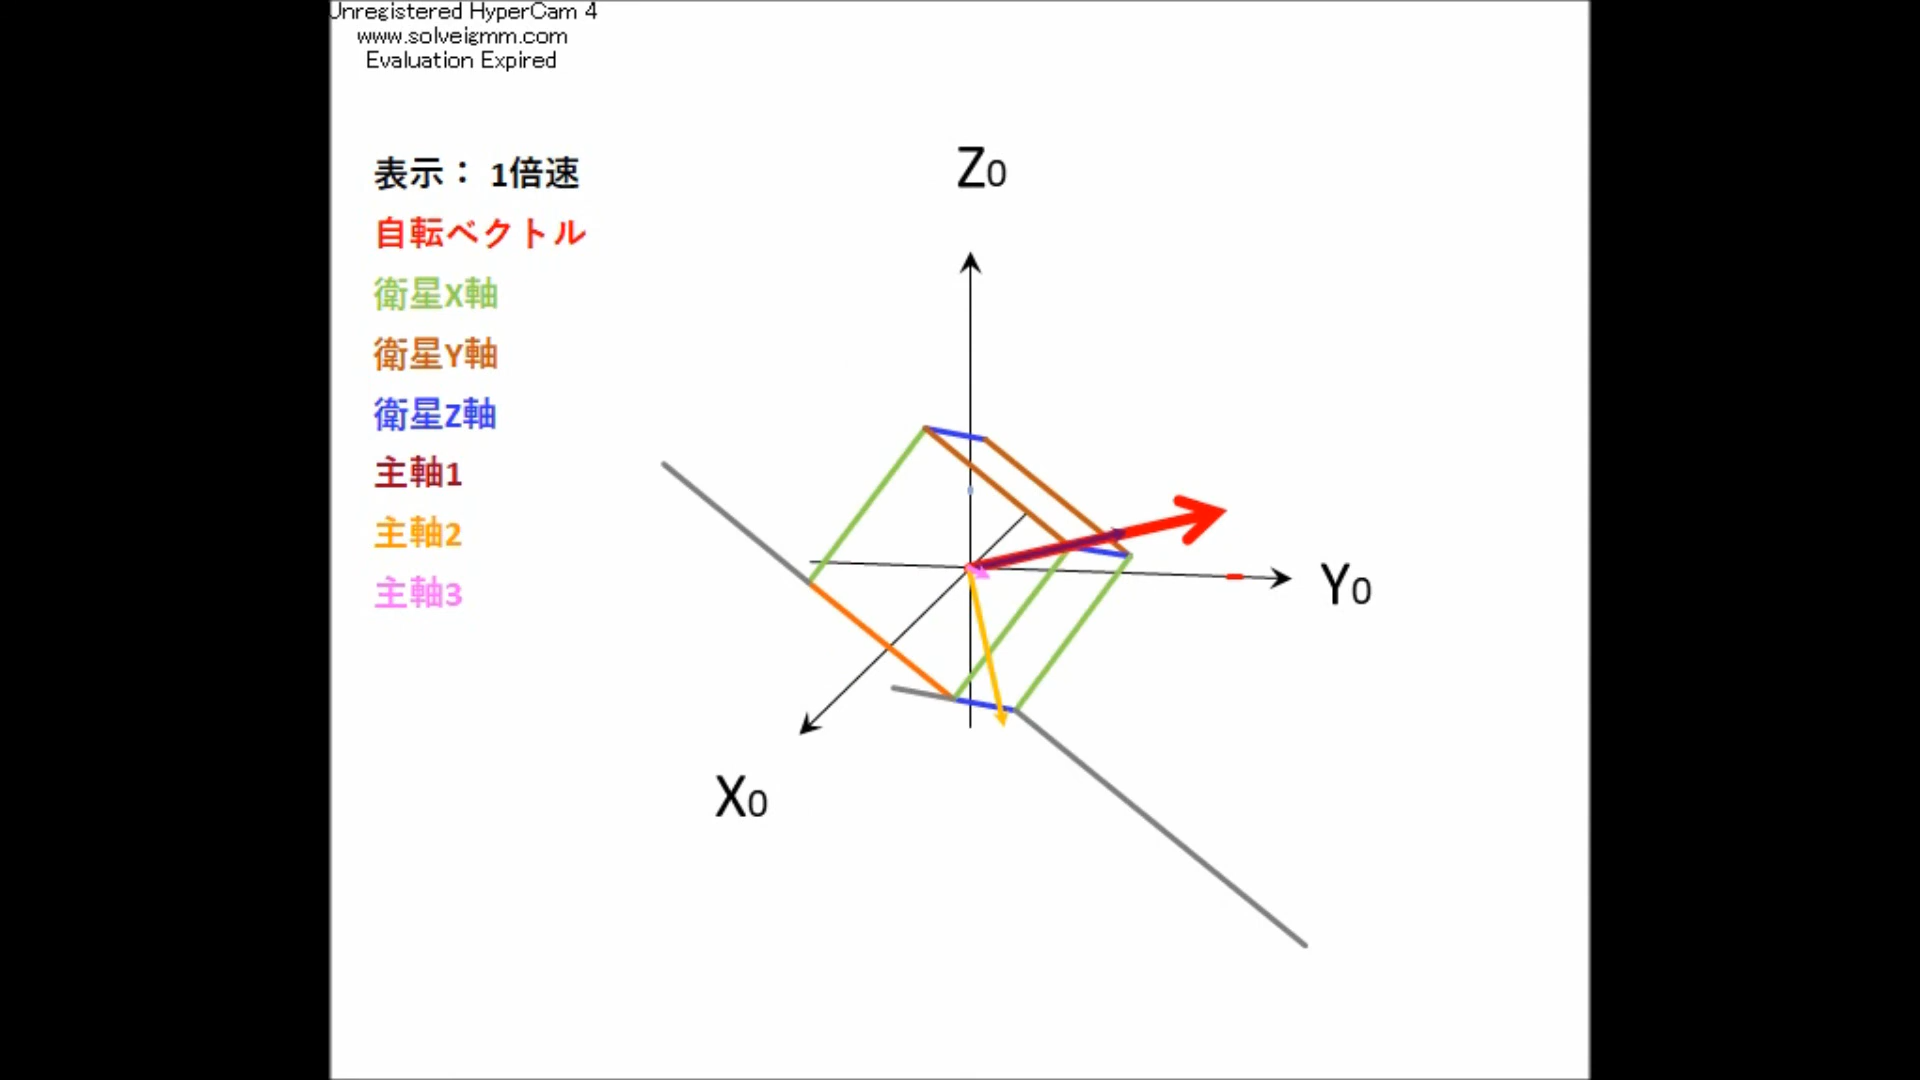 Unregistered HyperCam 4
www.solveigmm.com
Evaluation Expired
表示： 1倍速
自転ベクトル
衛星X軸
衛星Y軸
衛星Z軸
主軸1
主軸2
主軸3
Z0
Y0
X0